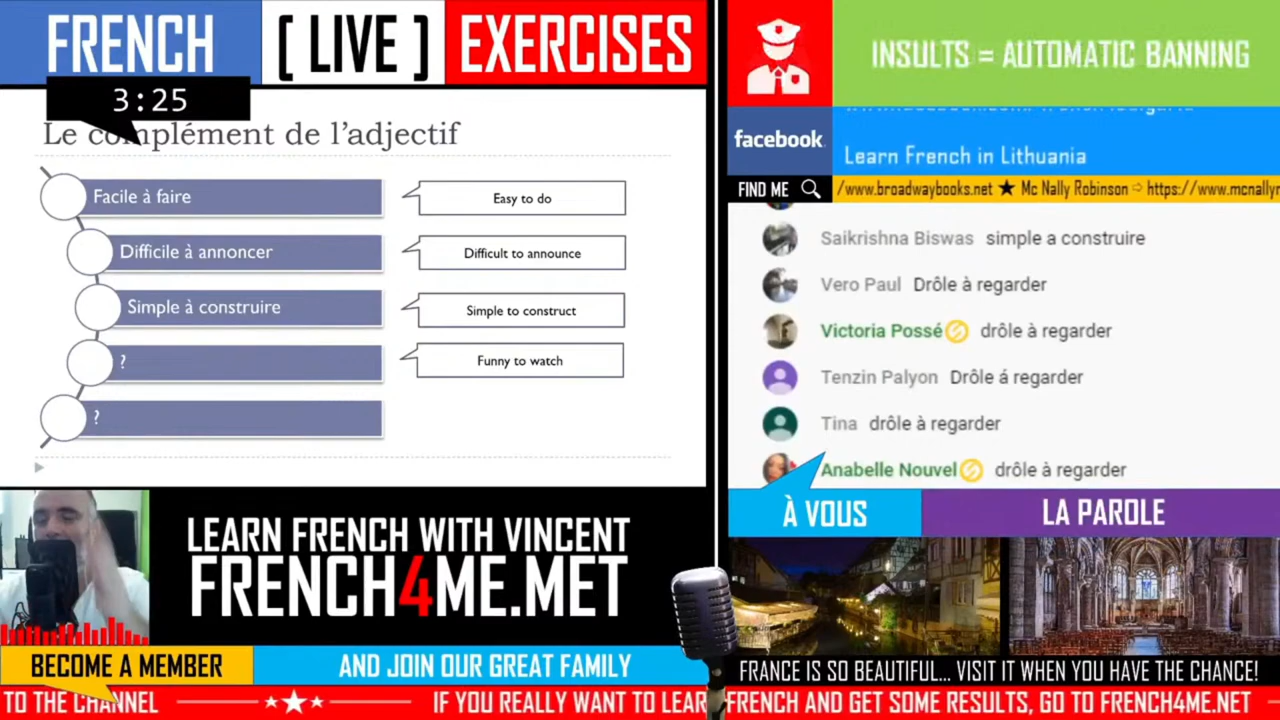 FRENCH [ LIVE ] EXERCISES
3:25
Le complément de l'adjectif
Facile à faire
Easy to do
Difficile à annoncer
Difficult to announce
Simple à construire
Simple to construct
?
Funny to watch
?
LEARN FRENCH WITH VINCENT
FRENCH4ME.MET
BECOME A MEMBER
AND JOIN OUR GREAT FAMILY
INSULTS = AUTOMATIC BANNING
facebook
Learn French in Lithuania
FIND ME
/www.broadwaybooks.net ★ Mc Nally Robinson ⇨ https://www.mcnallyr
Saikrishna Biswas simple a construire
Vero Paul Drôle à regarder
Victoria Possé drôle à regarder
Tenzin Palyon Drôle á regarder
Tina drôle à regarder
Anabelle Nouvel drôle à regarder
À VOUS
LA PAROLE
FRANCE IS SO BEAUTIFUL... VISIT IT WHEN YOU HAVE THE CHANCE!
TO THE CHANNEL ★ IF YOU REALLY WANT TO LEARN FRENCH AND GET SOME RESULTS, GO TO FRENCH4ME.NET